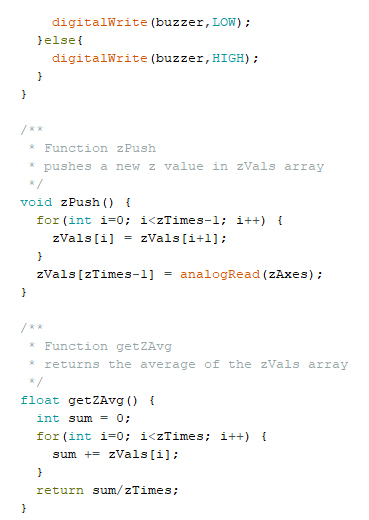 digitalWrite(buzzer,LOW);
  }else{
    digitalWrite(buzzer,HIGH);
  }
}

/**
 * Function zPush
 * pushes a new z value in zVals array
 */
void zPush() {
  for(int i=0; i<zTimes-1; i++) {
    zVals[i] = zVals[i+1];
  }
  zVals[zTimes-1] = analogRead(zAxes);
}

/**
 * Function getZAvg
 * returns the average of the zVals array
 */
float getZAvg() {
  int sum = 0;
  for(int i=0; i<zTimes; i++) {
    sum += zVals[i];
  }
  return sum/zTimes;
}